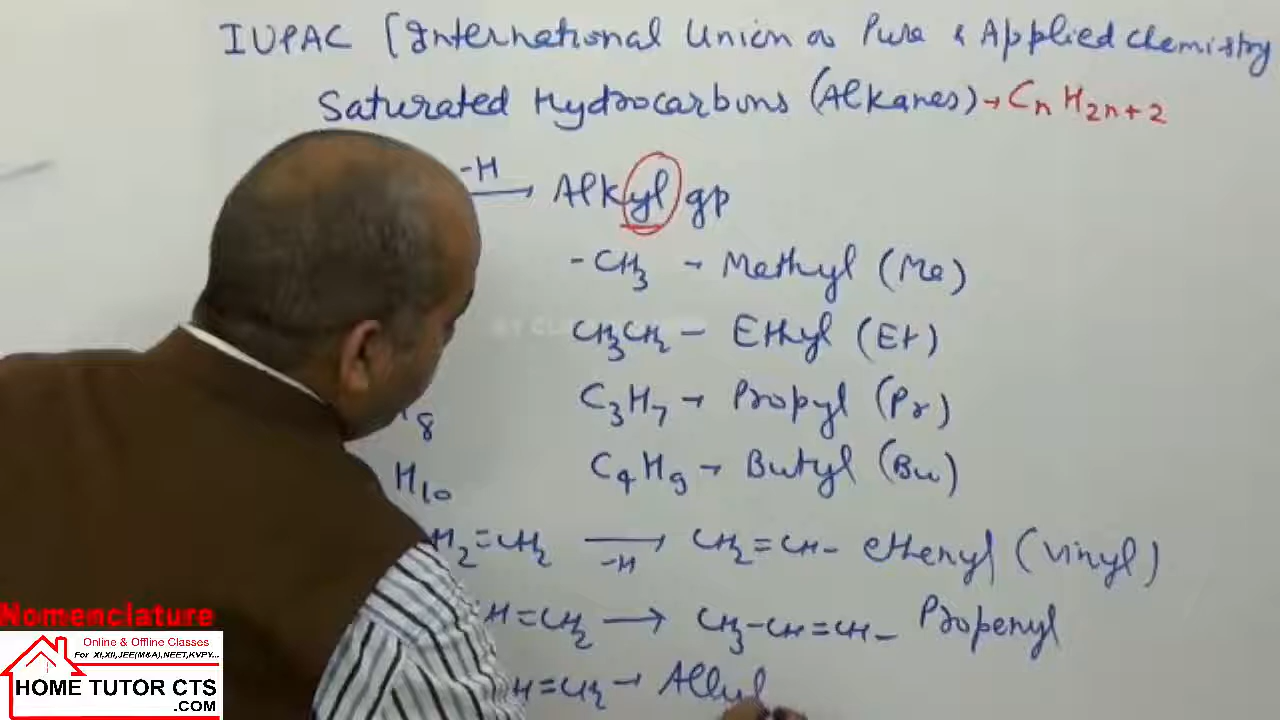 IUPAC [International Union o Pure & Applied Chemistry
Saturated Hydrocarbons (Alkanes) → CnH2n+2
-H → Alkyl gp
-CH3 → Methyl (Me)
CH3CH2 — Ethyl (Et)
C3H7 → Propyl (Pr)
8
C4H9 → Butyl (Bu)
H10
H2=CH2 →-H CH2=CH- ethenyl (vinyl)
H=CH2 → CH3-CH=CH- Propenyl
H=CH2 → Allyl
Nomenclature
Online & Offline Classes
For XI,XII,JEE(M&A),NEET,KVPY...
HOME TUTOR CTS
.COM